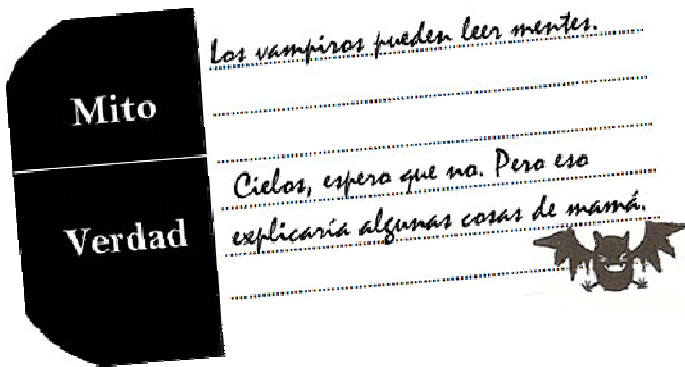 Mito
Los vampiros pueden leer mentes.
Verdad
Cielos, espero que no. Pero eso
explicaría algunas cosas de mamá.